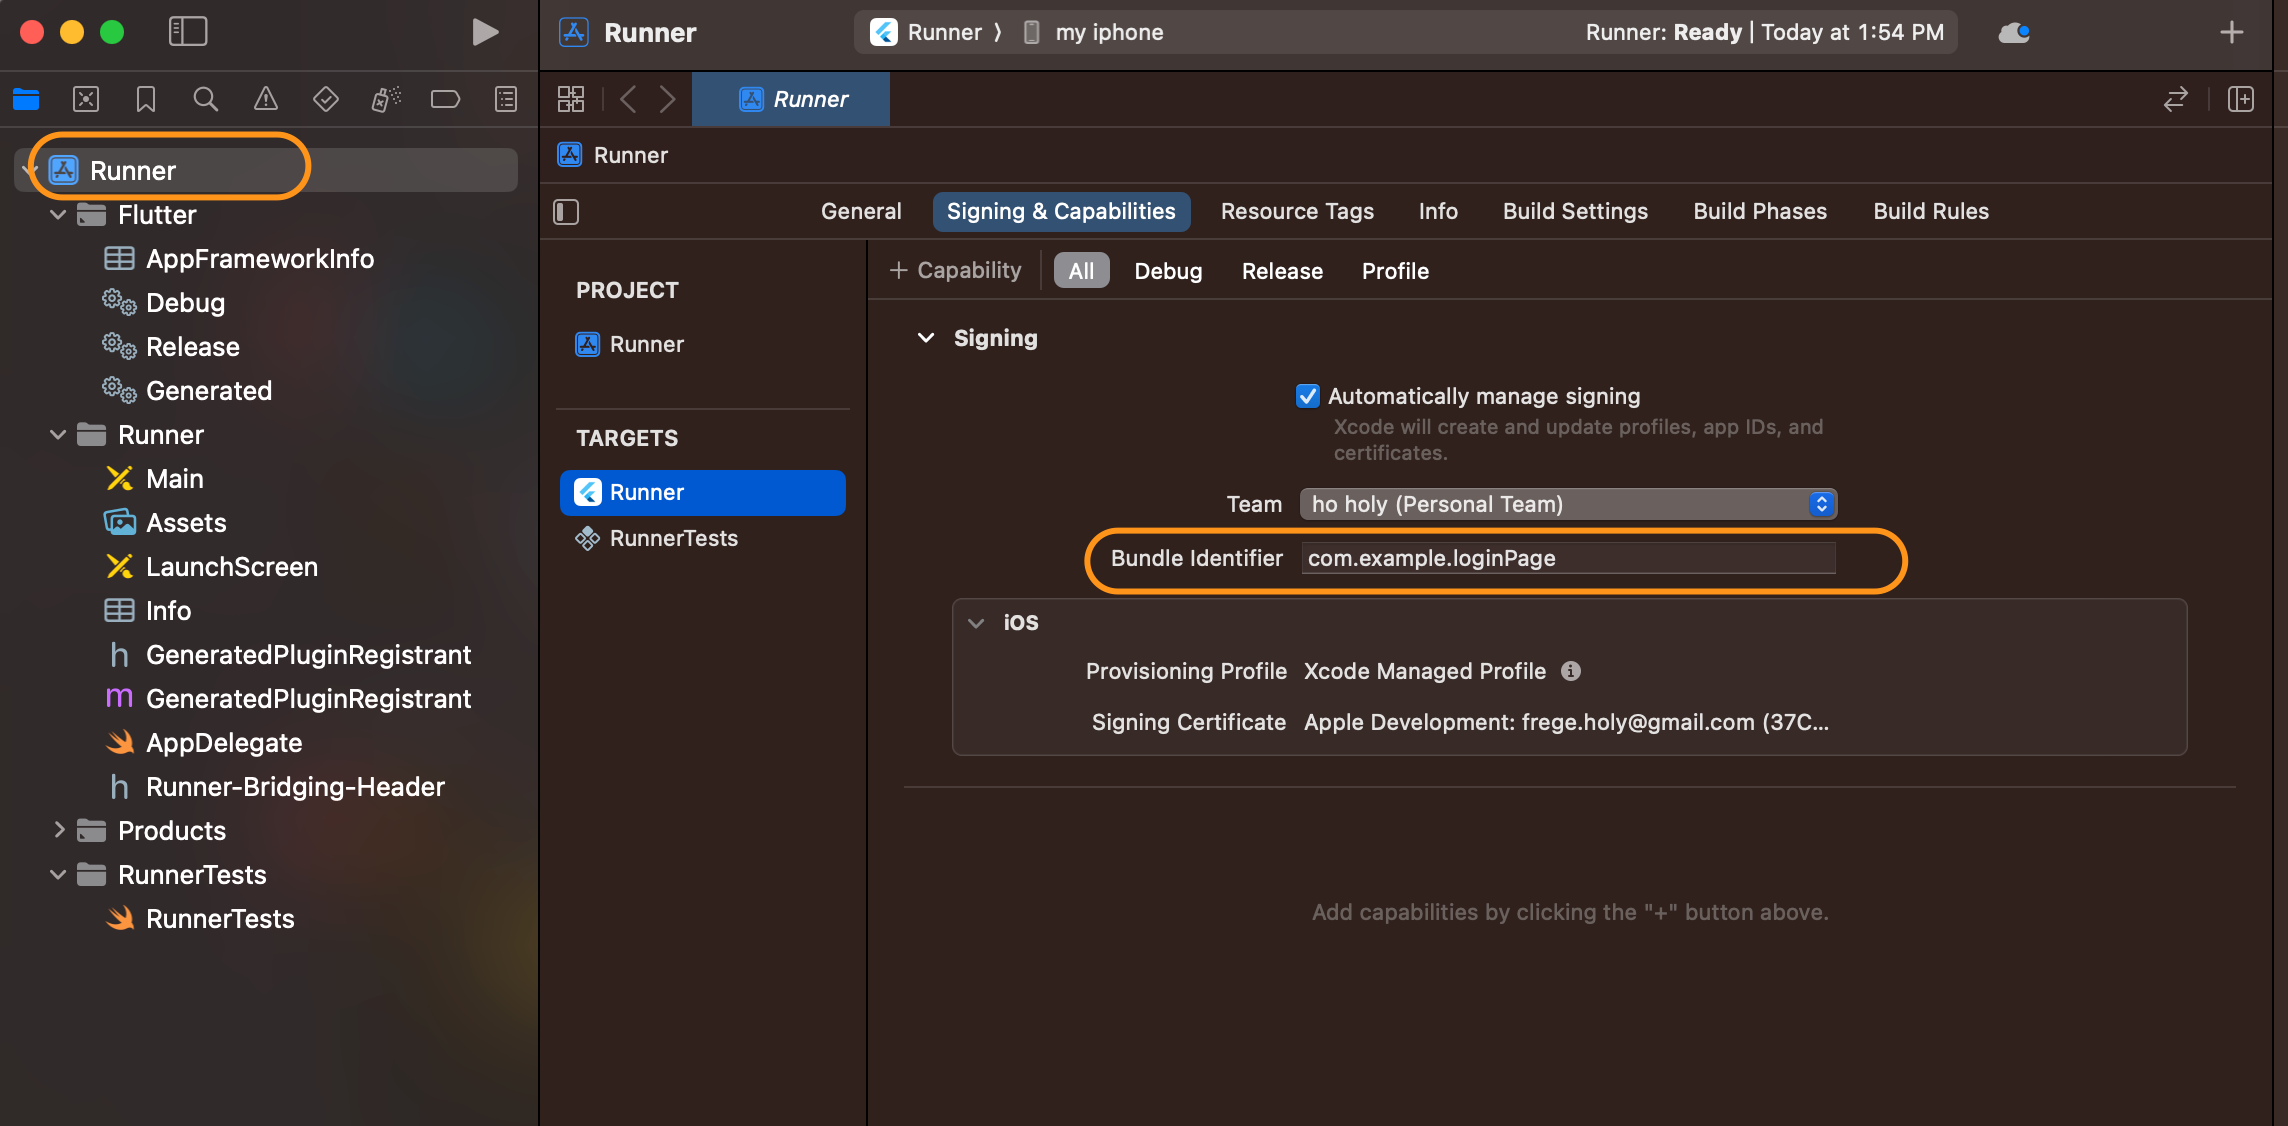 Runner
Runner ⟩ my iphone
Runner: Ready | Today at 1:54 PM
Runner
Runner
Runner
Flutter
AppFrameworkInfo
Debug
Release
Generated
Runner
Main
Assets
LaunchScreen
Info
h GeneratedPluginRegistrant
m GeneratedPluginRegistrant
AppDelegate
h Runner-Bridging-Header
Products
RunnerTests
RunnerTests
General Signing & Capabilities Resource Tags Info Build Settings Build Phases Build Rules
PROJECT
Runner
TARGETS
Runner
RunnerTests
+ Capability All Debug Release Profile
Signing
Automatically manage signing
Xcode will create and update profiles, app IDs, and
certificates.
Team ho holy (Personal Team)
Bundle Identifier com.example.loginPage
iOS
Provisioning Profile Xcode Managed Profile
Signing Certificate Apple Development: frege.holy@gmail.com (37C...
Add capabilities by clicking the "+" button above.